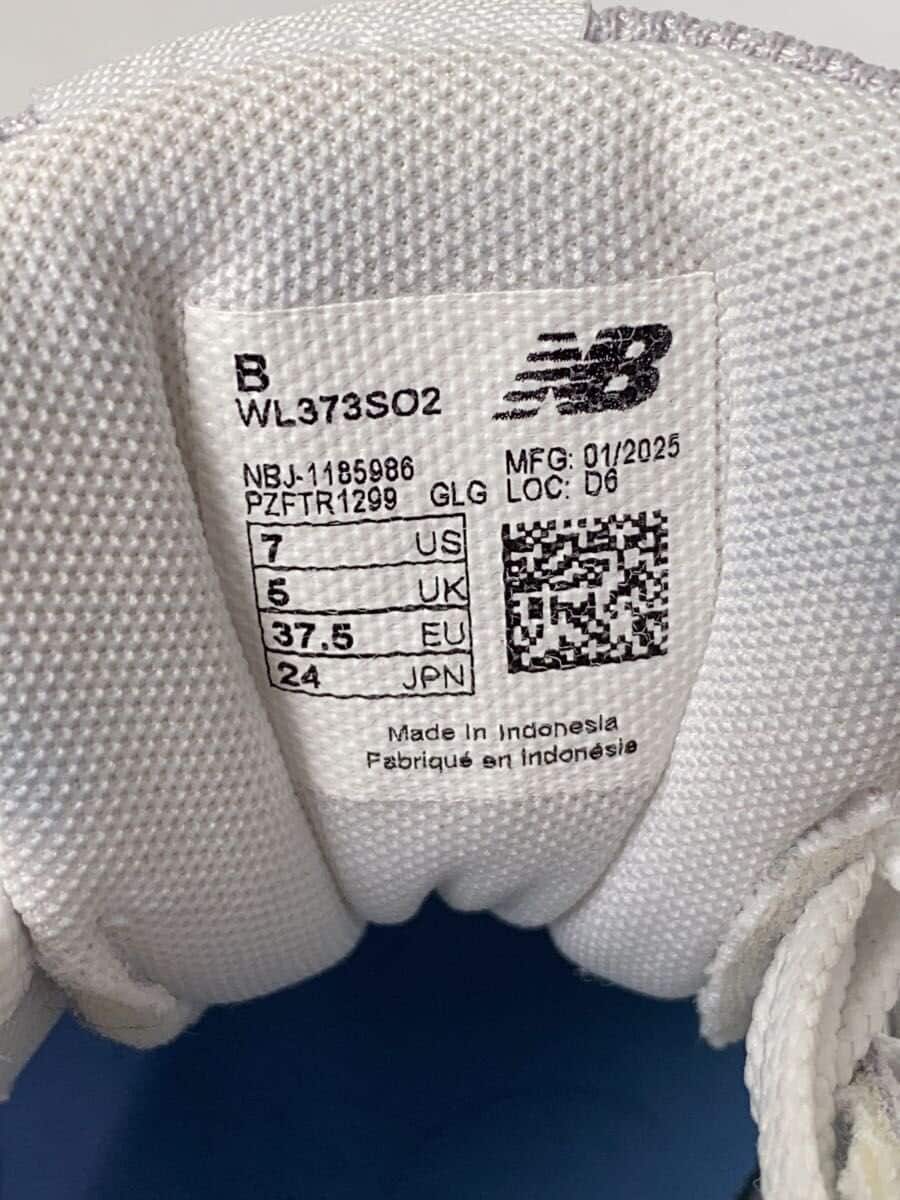 B
WL373SO2
NB
NBJ-1185986
PZFTR1299 GLG
MFG: 01/2025
LOC: D6
7 US
5 UK
37.5 EU
24 JPN
Made in Indonesia
Fabriqué en Indonésie